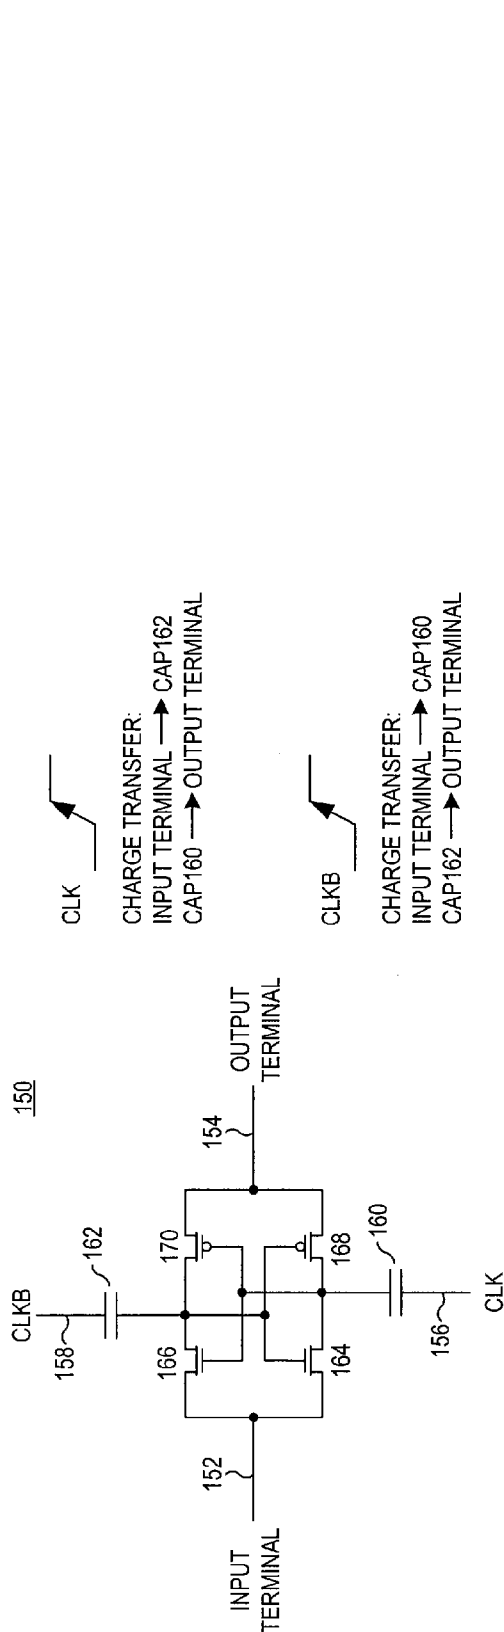 150
CLKB
158
162
166
170
INPUT
TERMINAL
152
154
OUTPUT
TERMINAL
164
168
160
156
CLK
CLK
CHARGE TRANSFER:
INPUT TERMINAL → CAP162
CAP160 → OUTPUT TERMINAL
CLKB
CHARGE TRANSFER:
INPUT TERMINAL → CAP160
CAP162 → OUTPUT TERMINAL